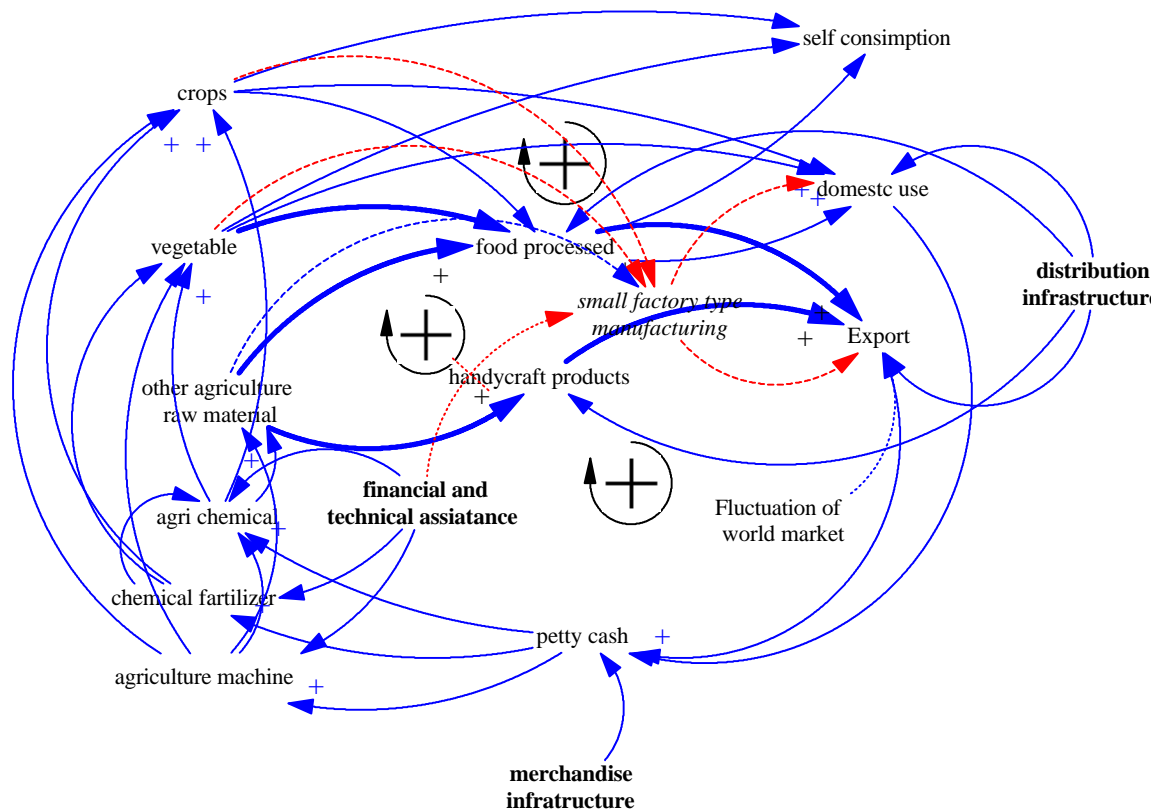 self consimption
crops
domestc use
vegetable
food processed
distribution
infrastructure
small factory type
manufacturing
Export
other agriculture
raw material
handycraft products
financial and
technical assiatance
agri chemical
Fluctuation of
world market
chemical fartilizer
petty cash
agriculture machine
merchandise
infratructure